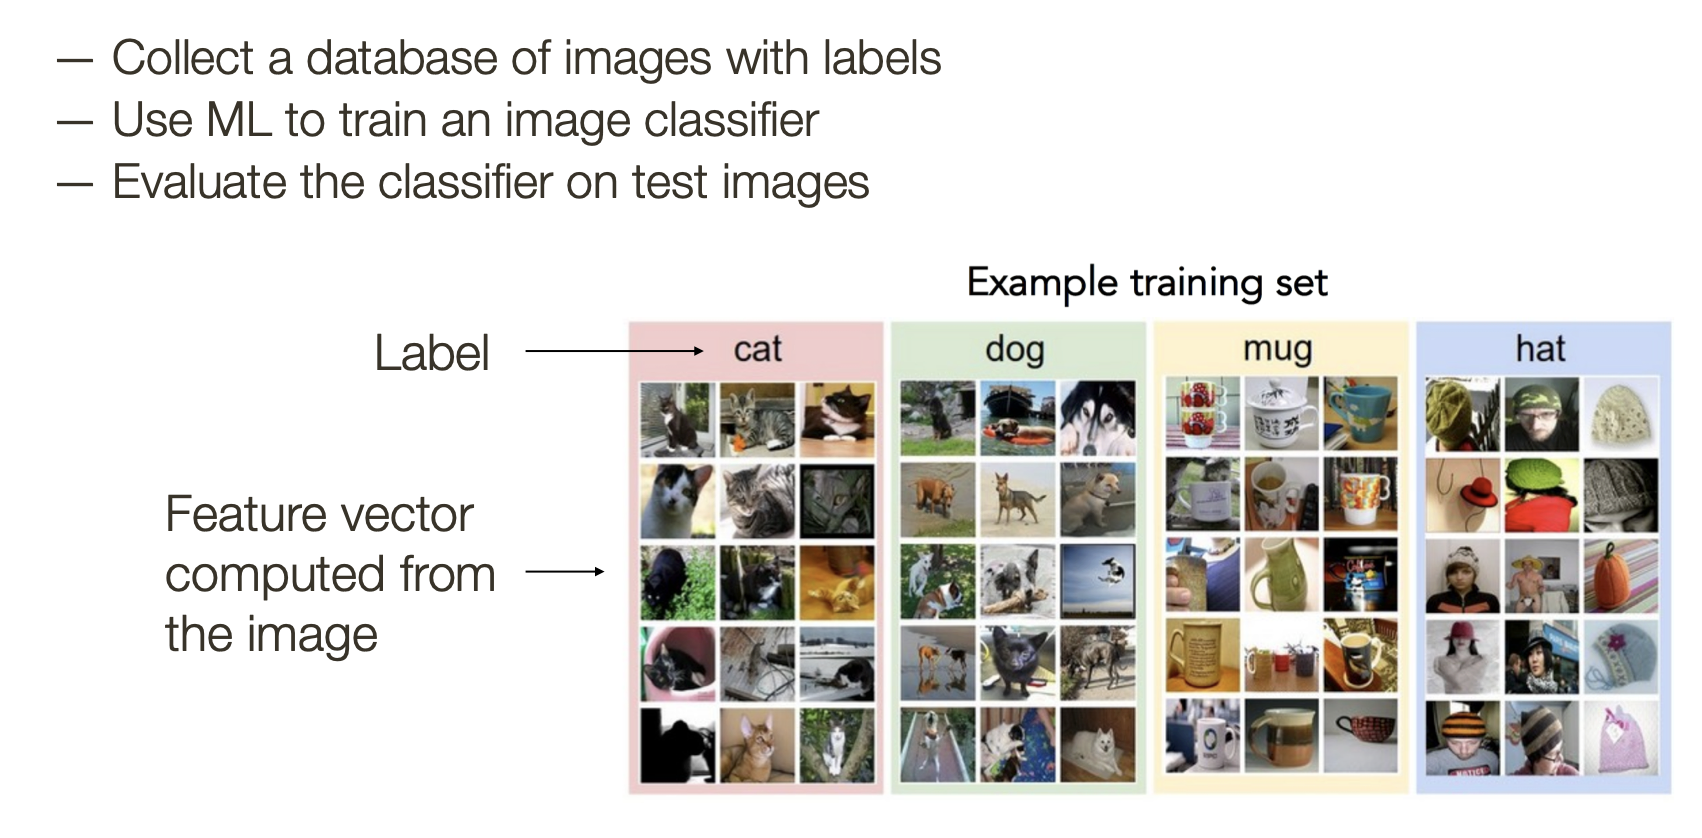 — Collect a database of images with labels
— Use ML to train an image classifier
— Evaluate the classifier on test images
Example training set
Label
cat
dog
mug
hat
Feature vector
computed from
the image